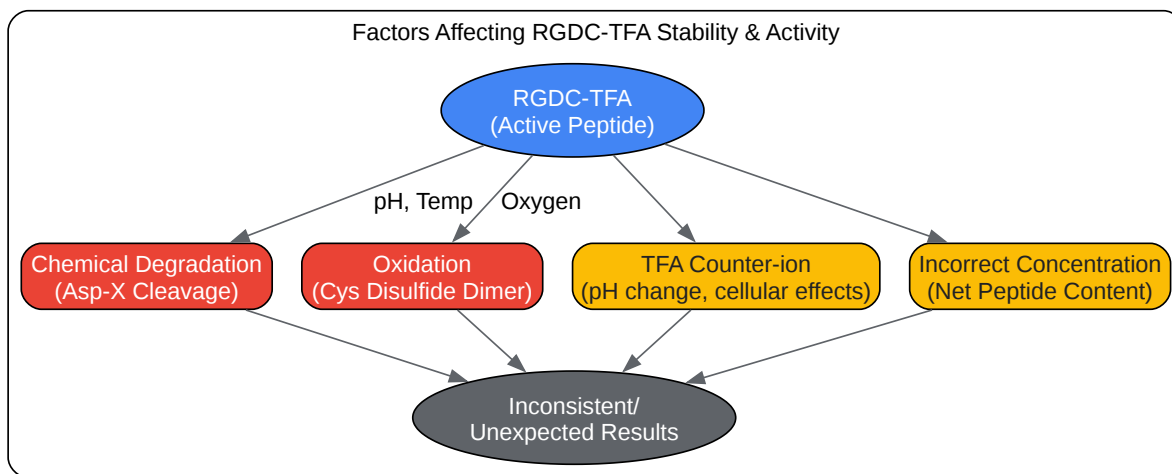 Factors Affecting RGDC-TFA Stability & Activity
RGDC-TFA
(Active Peptide)
pH, Temp
Oxygen
Chemical Degradation
(Asp-X Cleavage)
Oxidation
(Cys Disulfide Dimer)
TFA Counter-ion
(pH change, cellular effects)
Incorrect Concentration
(Net Peptide Content)
Inconsistent/
Unexpected Results